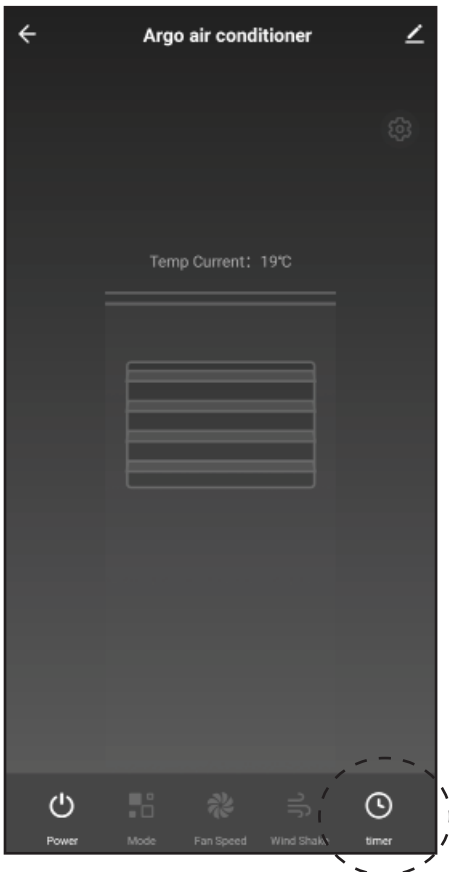 Argo air conditioner
Temp Current: 19℃
Power Mode Fan Speed Wind Shake timer